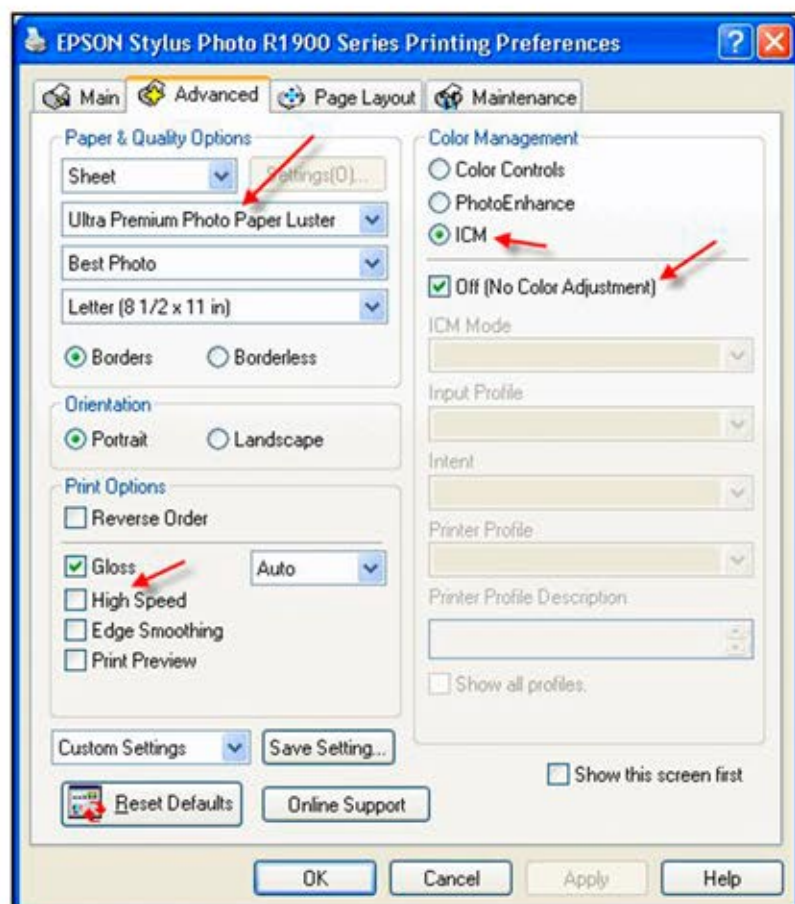 EPSON Stylus Photo R1900 Series Printing Preferences
Main
Advanced
Page Layout
Maintenance
Paper & Quality Options
Sheet
Settings(O)...
Ultra Premium Photo Paper Luster
Best Photo
Letter (8 1/2 x 11 in)
Borders
Borderless
Orientation
Portrait
Landscape
Print Options
Reverse Order
Gloss
Auto
High Speed
Edge Smoothing
Print Preview
Color Management
Color Controls
PhotoEnhance
ICM
Off (No Color Adjustment)
ICM Mode
Input Profile
Intent
Printer Profile
Printer Profile Description
Show all profiles.
Custom Settings
Save Setting...
Show this screen first
Reset Defaults
Online Support
OK
Cancel
Apply
Help